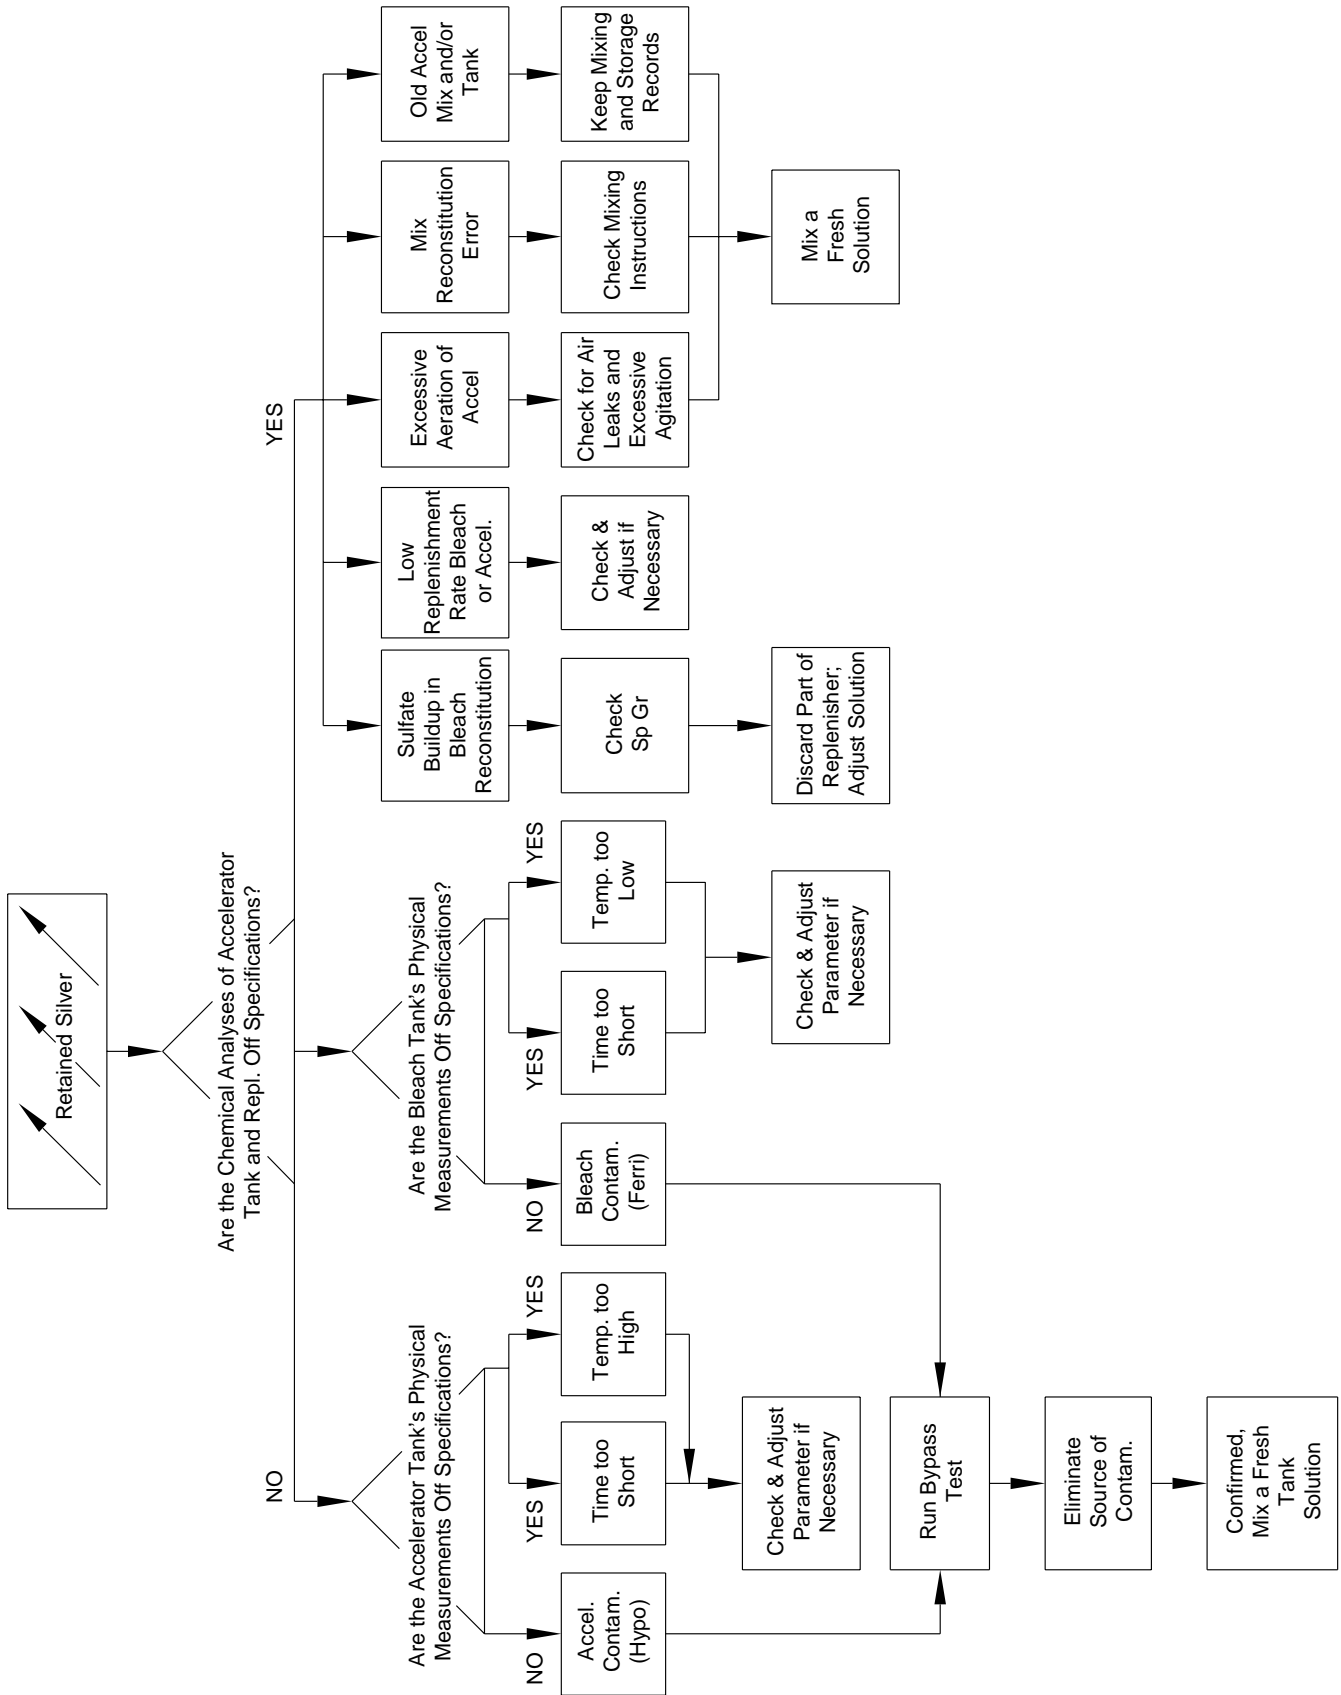 Retained Silver
Are the Chemical Analyses of Accelerator
Tank and Repl. Off Specifications?
NO
YES
Are the Accelerator Tank's Physical
Measurements Off Specifications?
NO
YES
YES
Accel.
Contam.
(Hypo)
Time too
Short
Temp. too
High
Check & Adjust
Parameter if
Necessary
Are the Bleach Tank's Physical
Measurements Off Specifications?
NO
YES
YES
Bleach
Contam.
(Ferri)
Time too
Short
Temp. too
Low
Check & Adjust
Parameter if
Necessary
Run Bypass
Test
Eliminate
Source of
Contam.
Confirmed,
Mix a Fresh
Tank
Solution
Sulfate
Buildup in
Bleach
Reconstitution
Low
Replenishment
Rate Bleach
or Accel.
Excessive
Aeration of
Accel
Mix
Reconstitution
Error
Old Accel
Mix and/or
Tank
Check
Sp Gr
Check &
Adjust if
Necessary
Check for Air
Leaks and
Excessive
Agitation
Check Mixing
Instructions
Keep Mixing
and Storage
Records
Discard Part of
Replenisher;
Adjust Solution
Mix a
Fresh
Solution